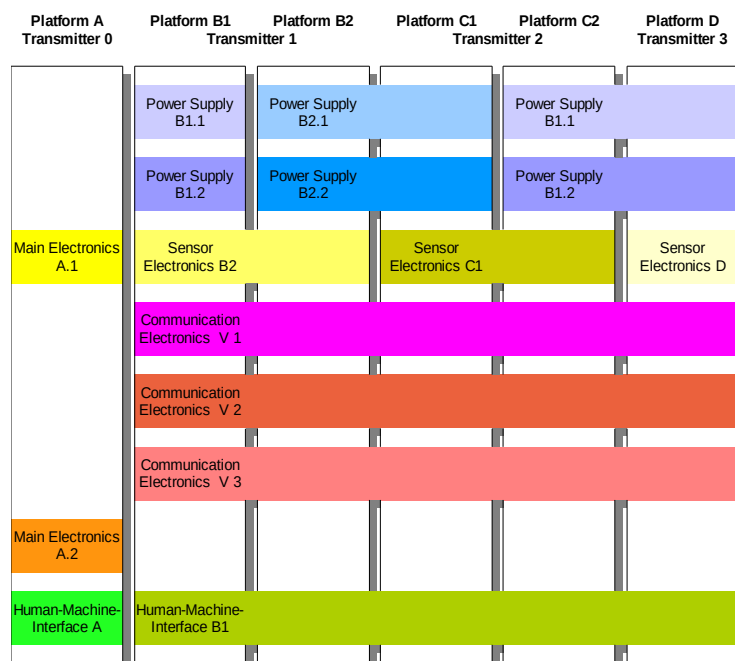 Platform A
Transmitter 0
Platform B1
Platform B2
Transmitter 1
Platform C1
Platform C2
Transmitter 2
Platform D
Transmitter 3
Power Supply
B1.1
Power Supply
B2.1
Power Supply
B1.1
Power Supply
B1.2
Power Supply
B2.2
Power Supply
B1.2
Main Electronics
A.1
Sensor
Electronics B2
Sensor
Electronics C1
Sensor
Electronics D
Communication
Electronics V 1
Communication
Electronics V 2
Communication
Electronics V 3
Main Electronics
A.2
Human-Machine-
Interface A
Human-Machine-
Interface B1